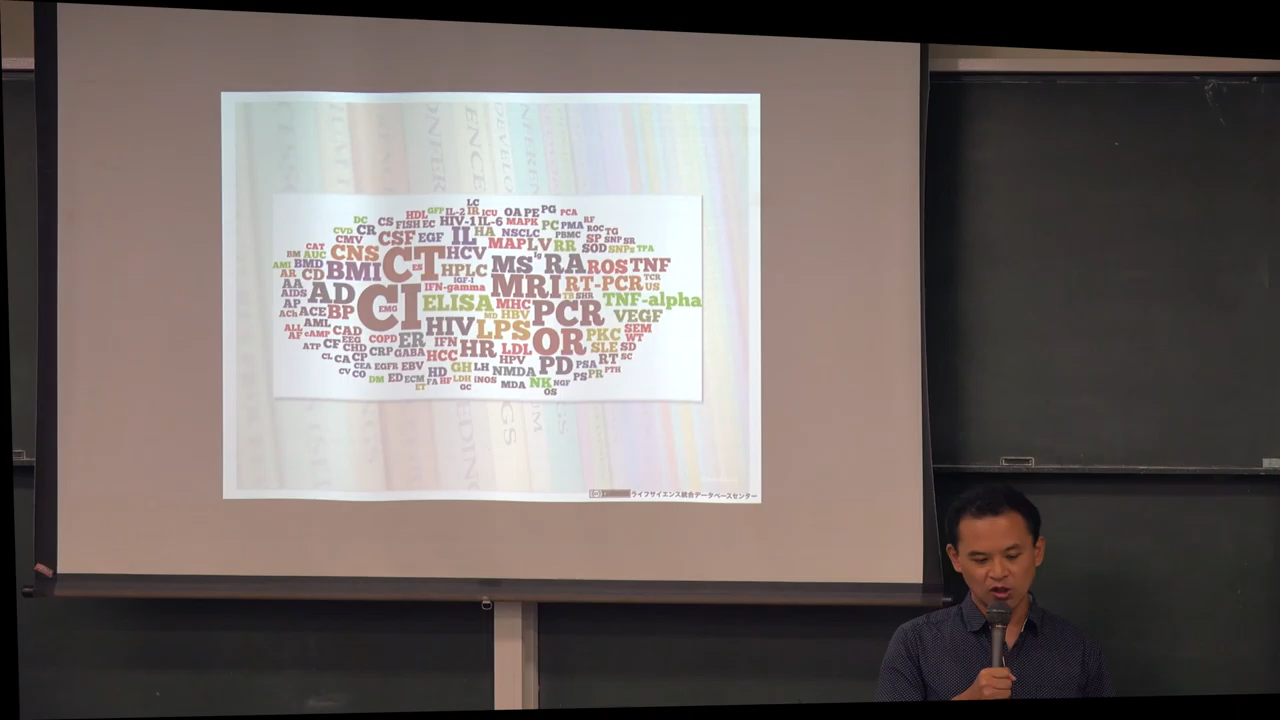 LC
HDL GFP IL-2 IR ICU OA PE PG PCA
DC CS FISH EC HIV-1 IL-6 MAPK PC PMA RF
CVD CR CSF EGF IL HA NSCLC PBMC ROC TG
CMV MAP LV RR SP SNP SR
CAT CNS CT HCV Ig SOD SNPs TPA
BM AUC ES MS RA ROS TNF
AMI BMD BMI HPLC TCR
AR CD IGF-I MRI RT-PCR US
AA AD CI IFN-gamma TB SHR
AIDS ELISA MHC TNF-alpha
AP EMG MD HBV PCR VEGF
ACh ACE BP
AML HIV LPS SEM
ALL CAD OR PKC WT
AF cAMP EEG COPD ER IFN HR LDL SLE SD
ATP CF CHD CRP GABA HCC HPV RT SC
CL CA CP PD PSA
CEA EGFR EBV GH LH NMDA PTH
CV CO HD PS PR
DM ED ECM FA HF LDH iNOS MDA NK NGF
ET GC OS
ライフサイエンス統合データベースセンター